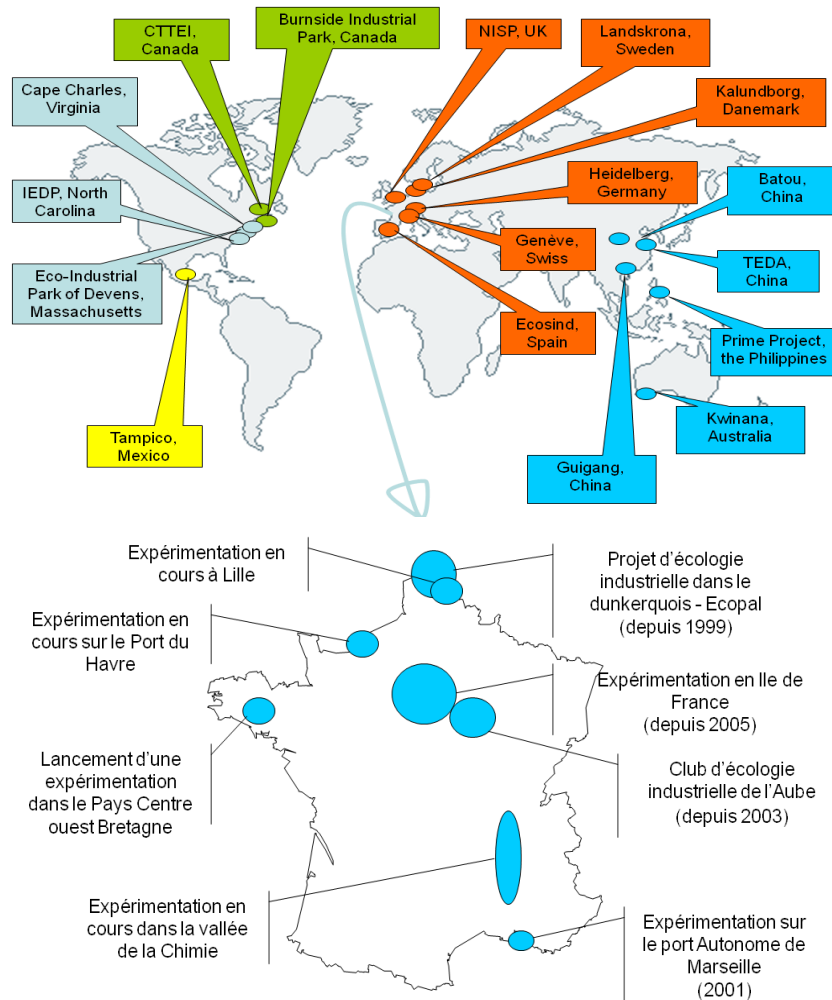 CTTEI,
Canada
Burnside Industrial
Park, Canada
NISP, UK
Landskrona,
Sweden
Cape Charles,
Virginia
Kalundborg,
Danemark
IEDP, North
Carolina
Heidelberg,
Germany
Batou,
China
Eco-Industrial
Park of Devens,
Massachusetts
Genève,
Swiss
TEDA,
China
Ecosind,
Spain
Prime Project,
the Philippines
Tampico,
Mexico
Kwinana,
Australia
Guigang,
China
Expérimentation en
cours à Lille
Projet d'écologie
industrielle dans le
dunkerquois - Ecopal
(depuis 1999)
Expérimentation en
cours sur le Port du
Havre
Expérimentation en Ile de
France
(depuis 2005)
Lancement d'une
expérimentation
dans le Pays Centre
ouest Bretagne
Club d'écologie
industrielle de l'Aube
(depuis 2003)
Expérimentation en
cours dans la vallée
de la Chimie
Expérimentation sur
le port Autonome de
Marseille
(2001)